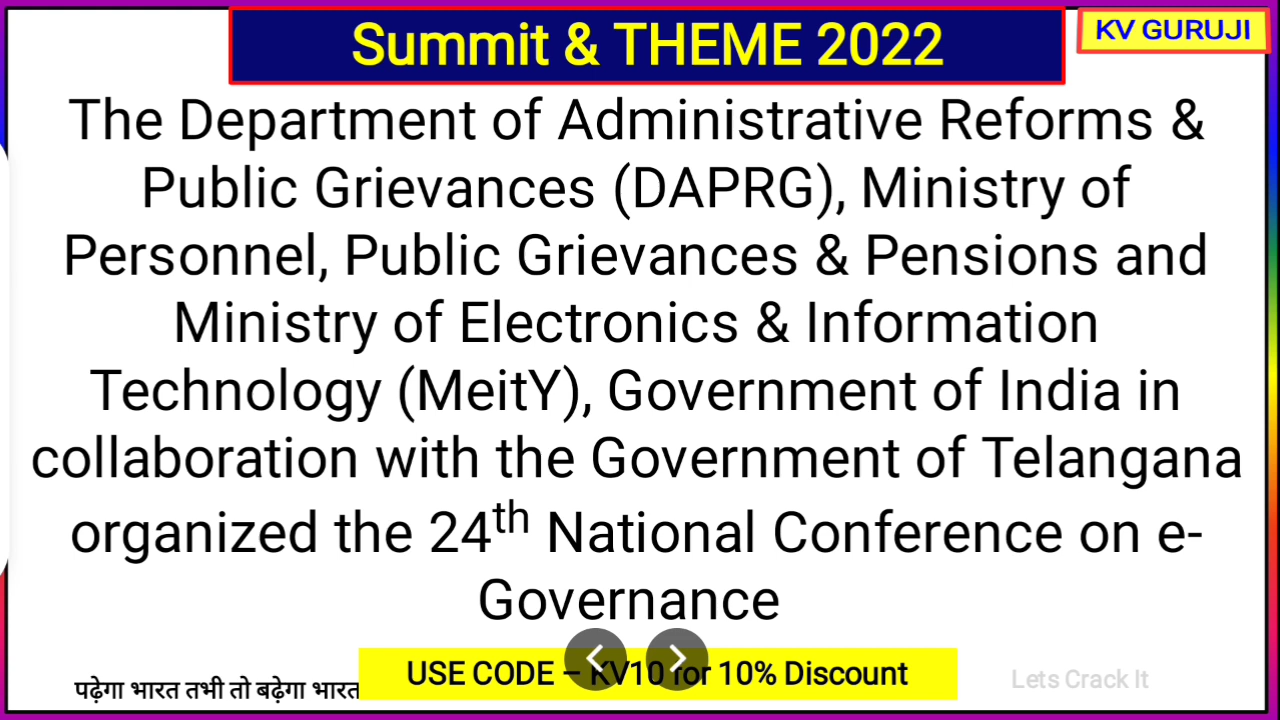 Summit & THEME 2022
KV GURUJI
The Department of Administrative Reforms &
Public Grievances (DAPRG), Ministry of
Personnel, Public Grievances & Pensions and
Ministry of Electronics & Information
Technology (MeitY), Government of India in
collaboration with the Government of Telangana
organized the 24th National Conference on e-
Governance
USE CODE – KV10 for 10% Discount
पढ़ेगा भारत तभी तो बढ़ेगा भारत
Lets Crack It